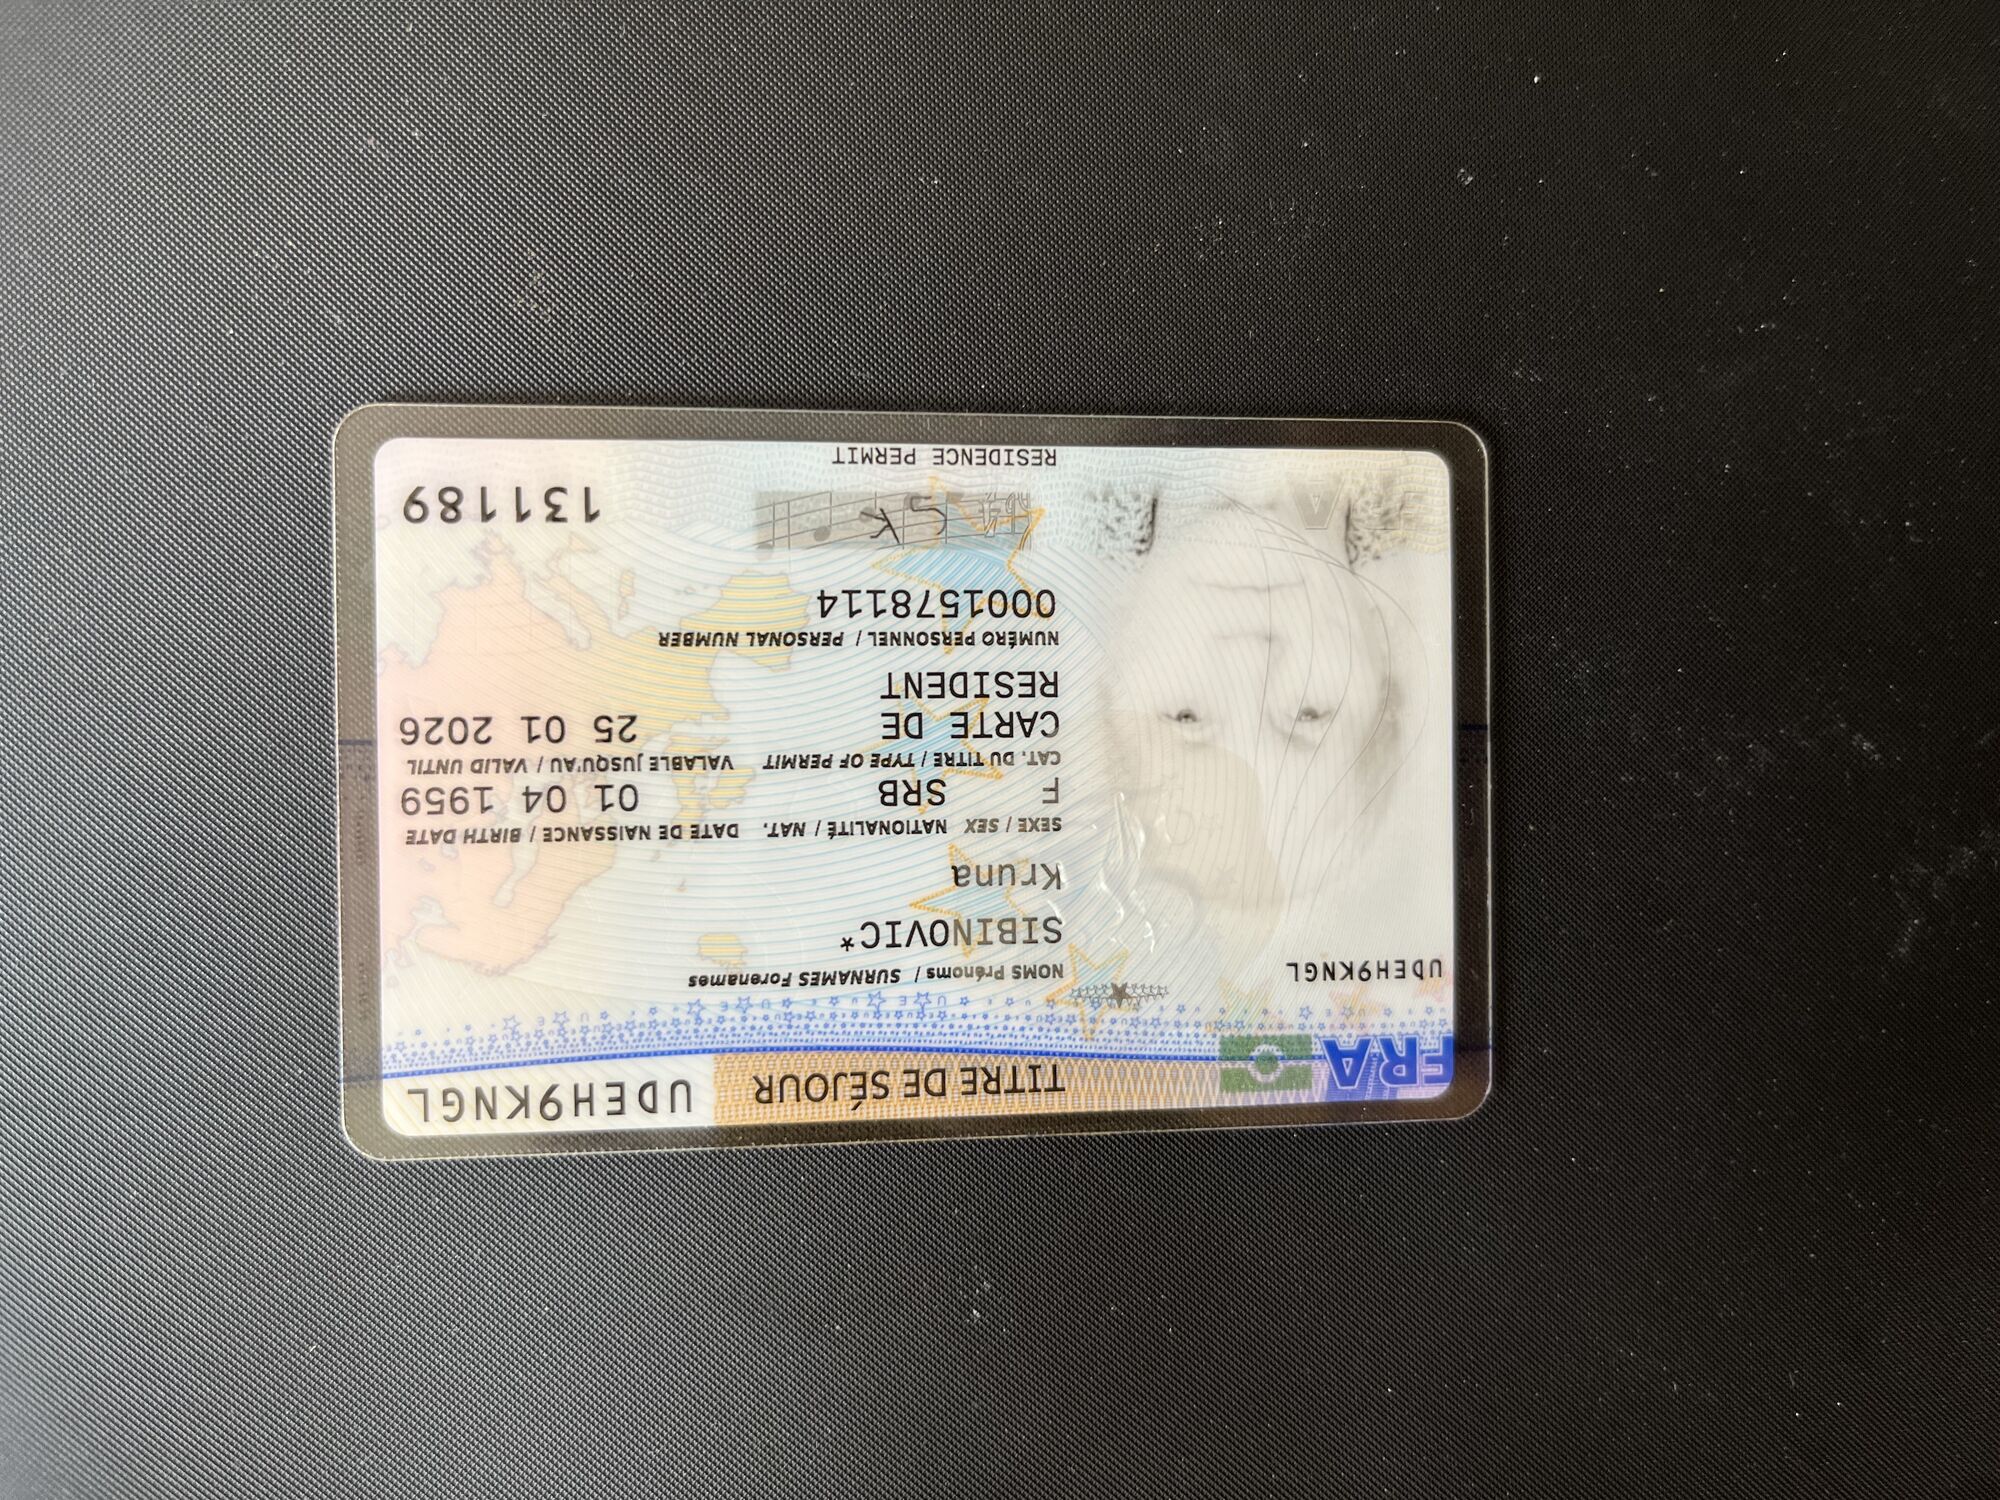 FRA TITRE DE SÉJOUR UDEH9KNGL
UDEH9KNGL
NOMS Prénoms / SURNAMES Forenames
SIBINOVIC*
Kruna
SEXE / SEX NATIONALITÉ / NAT. DATE DE NAISSANCE / BIRTH DATE
F SRB 01 04 1959
CAT. DU TITRE / TYPE OF PERMIT VALABLE JUSQU'AU / VALID UNTIL
CARTE DE 25 01 2026
RESIDENT
NUMÉRO PERSONNEL / PERSONAL NUMBER
0001578114
S K
131189
RESIDENCE PERMIT